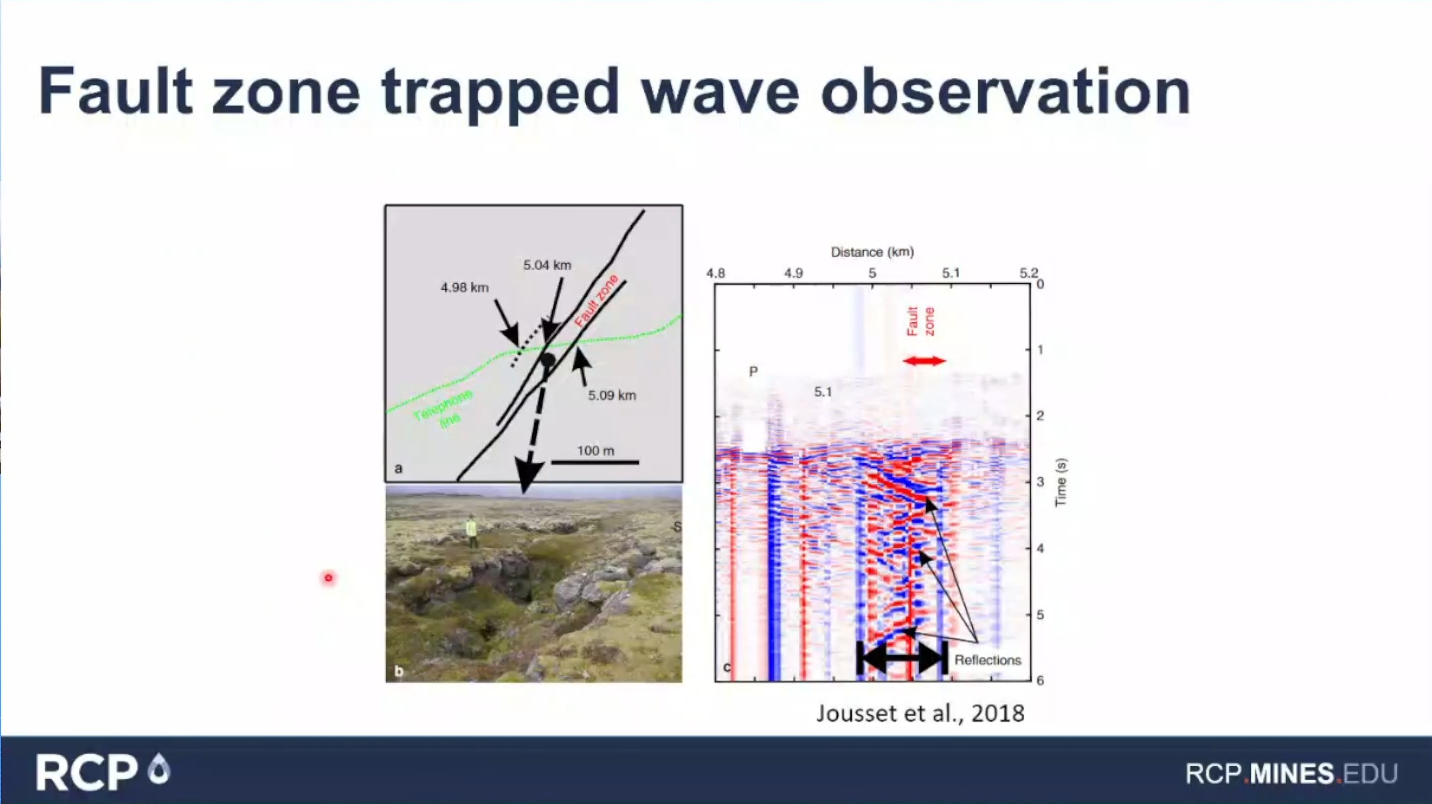 Fault zone trapped wave observation
5.04 km
4.98 km
Fault zone
5.09 km
Telephone
line
100 m
a
S
b
Distance (km)
4.8 4.9 5 5.1 5.2
0
Fault
zone
1
P
5.1
2
3
Time (s)
4
5
Reflections
c
6
Jousset et al., 2018
RCP
RCP.MINES.EDU